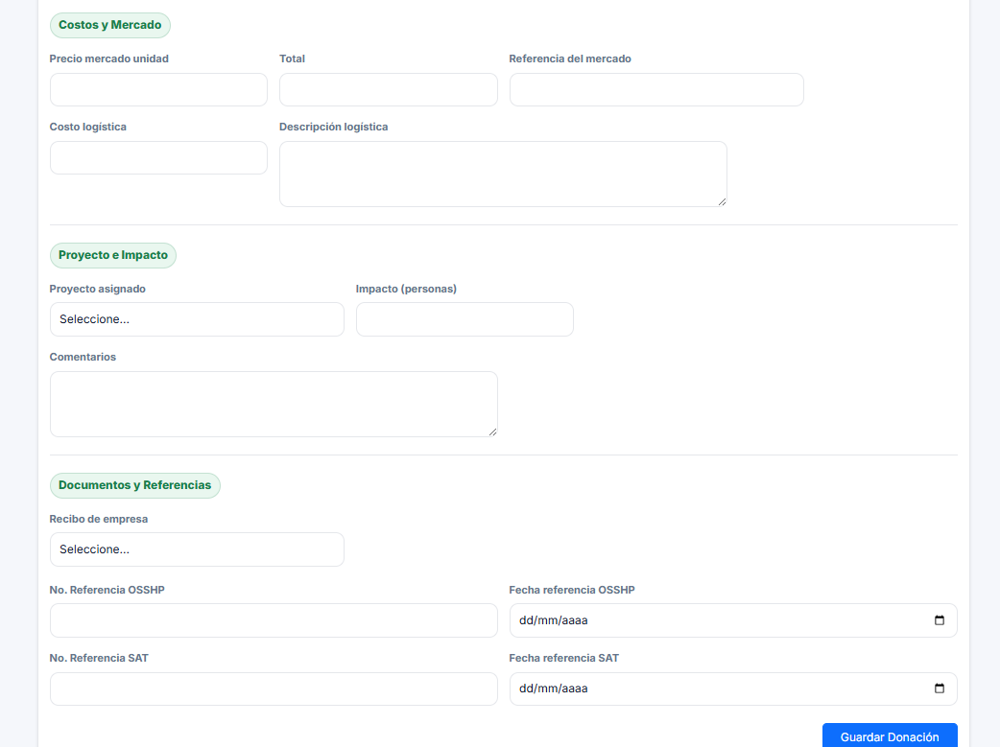 Costos y Mercado
Precio mercado unidad Total Referencia del mercado
Costo logística Descripción logística
Proyecto e Impacto
Proyecto asignado Impacto (personas)
Seleccione...
Comentarios
Documentos y Referencias
Recibo de empresa
Seleccione...
No. Referencia OSSHP Fecha referencia OSSHP
dd/mm/aaaa
No. Referencia SAT Fecha referencia SAT
dd/mm/aaaa
Guardar Donación